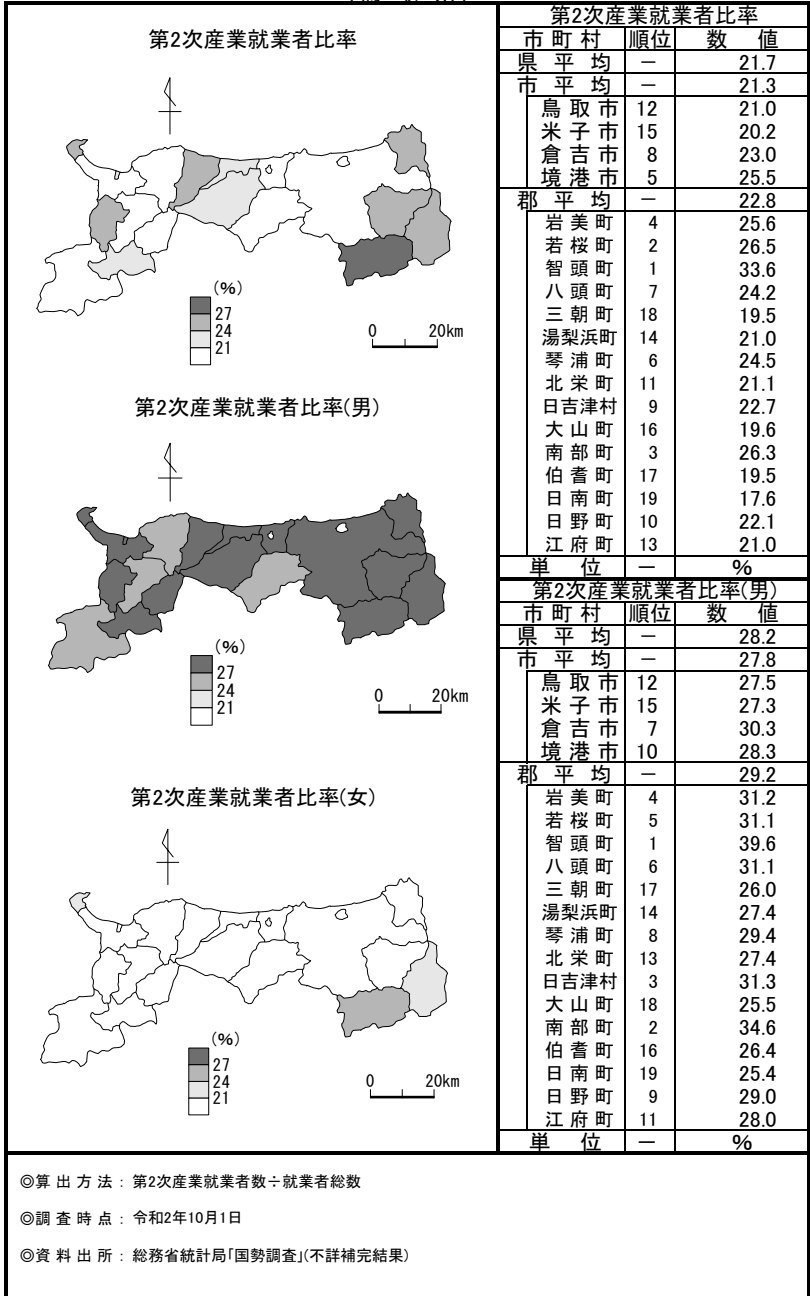 第2次産業就業者比率
(%)
27
24
21
0 20km
第2次産業就業者比率(男)
(%)
27
24
21
0 20km
第2次産業就業者比率(女)
(%)
27
24
21
0 20km
第2次産業就業者比率
市町村 順位 数 値
県 平 均 － 21.7
市 平 均 － 21.3
鳥取市 12 21.0
米子市 15 20.2
倉吉市 8 23.0
境港市 5 25.5
郡 平 均 － 22.8
岩美町 4 25.6
若桜町 2 26.5
智頭町 1 33.6
八頭町 7 24.2
三朝町 18 19.5
湯梨浜町 14 21.0
琴浦町 6 24.5
北栄町 11 21.1
日吉津村 9 22.7
大山町 16 19.6
南部町 3 26.3
伯耆町 17 19.5
日南町 19 17.6
日野町 10 22.1
江府町 13 21.0
単 位 － %
第2次産業就業者比率(男)
市町村 順位 数 値
県 平 均 － 28.2
市 平 均 － 27.8
鳥取市 12 27.5
米子市 15 27.3
倉吉市 7 30.3
境港市 10 28.3
郡 平 均 － 29.2
岩美町 4 31.2
若桜町 5 31.1
智頭町 1 39.6
八頭町 6 31.1
三朝町 17 26.0
湯梨浜町 14 27.4
琴浦町 8 29.4
北栄町 13 27.4
日吉津村 3 31.3
大山町 18 25.5
南部町 2 34.6
伯耆町 16 26.4
日南町 19 25.4
日野町 9 29.0
江府町 11 28.0
単 位 － %
◎算出方法：第2次産業就業者数÷就業者総数
◎調査時点：令和2年10月1日
◎資料出所：総務省統計局「国勢調査」(不詳補完結果)